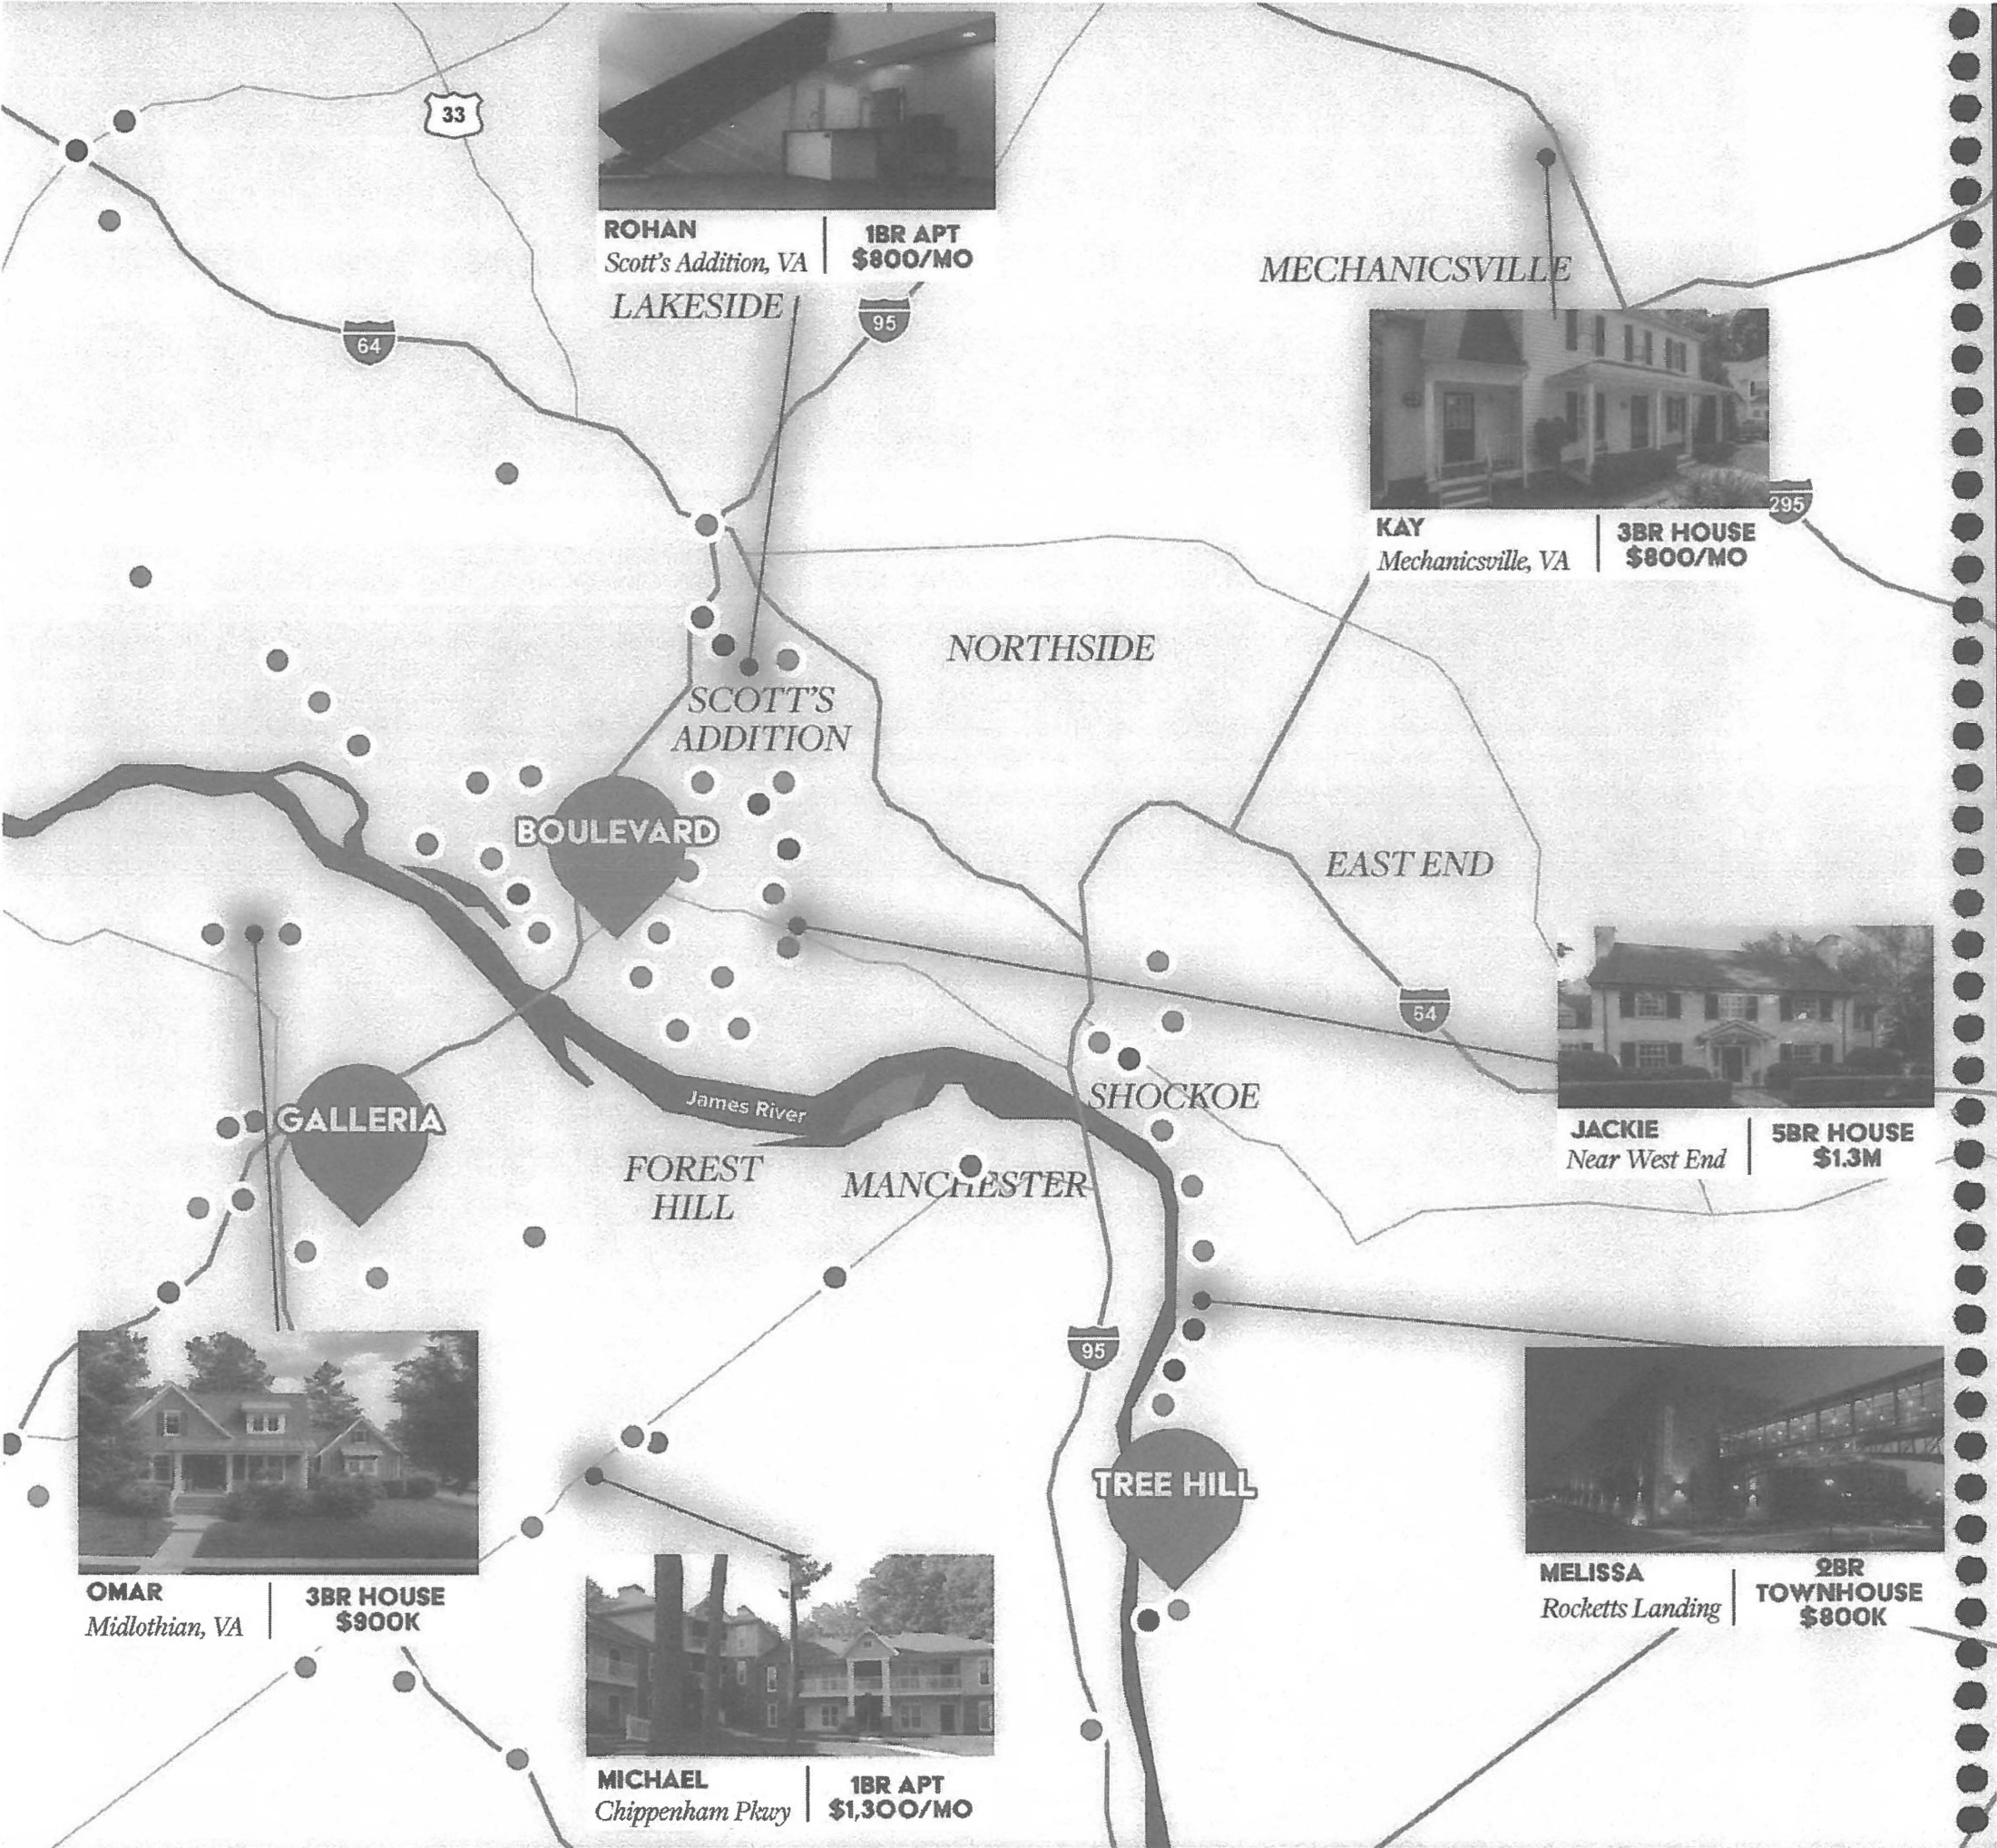 33
ROHAN
Scott's Addition, VA
1BR APT
$800/MO
LAKESIDE
95
64
MECHANICSVILLE
295
KAY
Mechanicsville, VA
3BR HOUSE
$800/MO
NORTHSIDE
SCOTT'S
ADDITION
BOULEVARD
EAST END
64
JACKIE
Near West End
5BR HOUSE
$1.3M
GALLERIA
James River
SHOCKOE
FOREST
HILL
MANCHESTER
95
TREE HILL
OMAR
Midlothian, VA
3BR HOUSE
$900K
MELISSA
Rocketts Landing
2BR
TOWNHOUSE
$800K
MICHAEL
Chippenham Pkwy
1BR APT
$1,300/MO